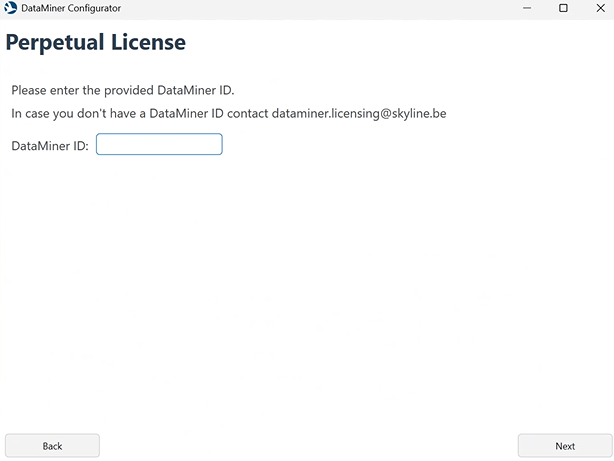 DataMiner Configurator
Perpetual License
Please enter the provided DataMiner ID.
In case you don't have a DataMiner ID contact dataminer.licensing@skyline.be
DataMiner ID:
Back
Next